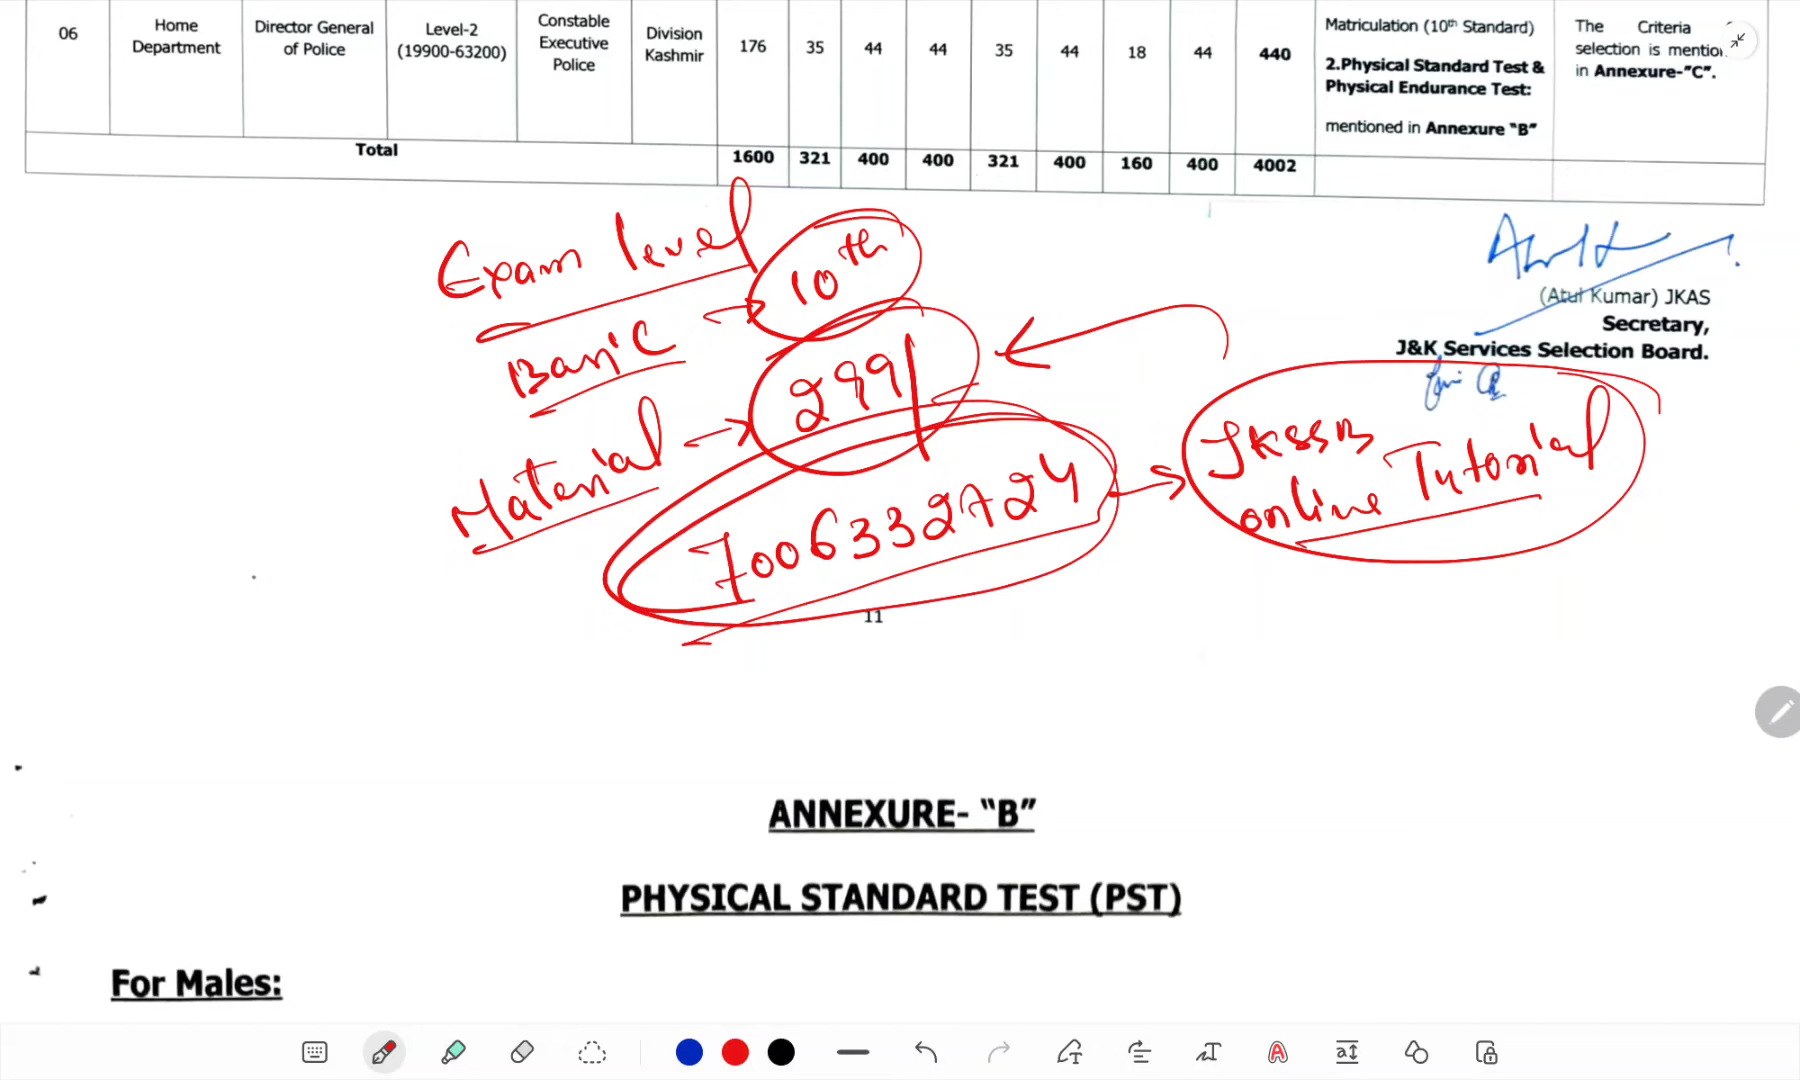 06
Home
Department
Director General
of Police
Level-2
(19900-63200)
Constable
Executive
Police
Division
Kashmir
176 35 44 44 35 44 18 44 440
Matriculation (10th Standard)
2.Physical Standard Test &
Physical Endurance Test:
mentioned in Annexure "B"
The Criteria
selection is mentio
in Annexure-"C".
Total 1600 321 400 400 321 400 160 400 4002
Exam level
10th
Basic
299/
Material
7006332724
JKSSB
online Tutorial
(Atul Kumar) JKAS
Secretary,
J&K Services Selection Board.
11
ANNEXURE- "B"
PHYSICAL STANDARD TEST (PST)
For Males: